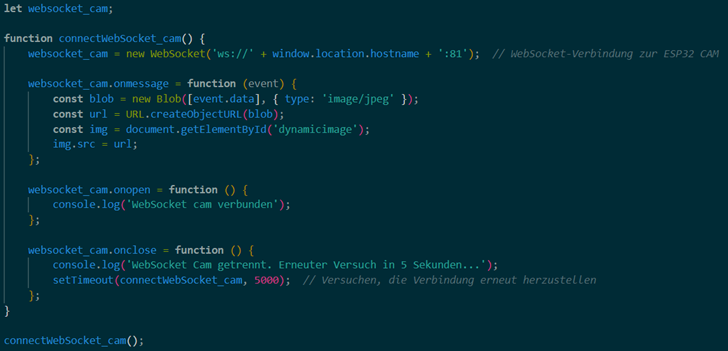 let websocket_cam;
function connectWebSocket_cam() {
websocket_cam = new WebSocket('ws://' + window.location.hostname + ':81');  // WebSocket-Verbindung zur ESP32 CAM
websocket_cam.onmessage = function (event) {
const blob = new Blob([event.data], { type: 'image/jpeg' });
const url = URL.createObjectURL(blob);
const img = document.getElementById('dynamicimage');
img.src = url;
};
websocket_cam.onopen = function () {
console.log('WebSocket cam verbunden');
};
websocket_cam.onclose = function () {
console.log('WebSocket Cam getrennt. Erneuter Versuch in 5 Sekunden...');
setTimeout(connectWebSocket_cam, 5000);  // Versuchen, die Verbindung erneut herzustellen
};
}
connectWebSocket_cam();